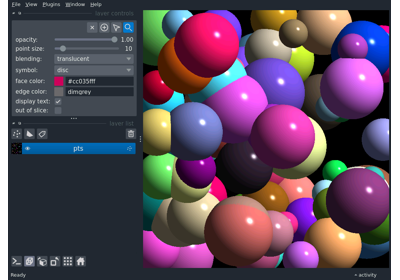 File View Plugins Window Help
layer controls
opacity: 1.00
point size: 10
blending: translucent
symbol: disc
face color: #cc035fff
edge color: dimgrey
display text:
out of slice:
layer list
pts
Ready
activity